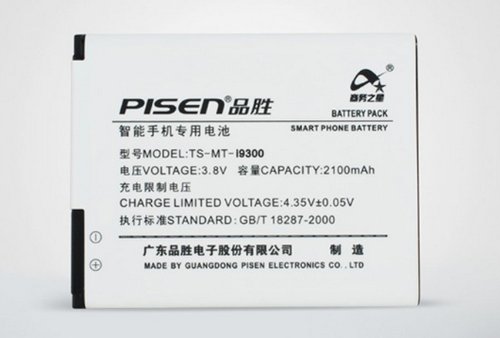 PISEN®品胜
商务之星
BATTERY PACK
智能手机专用电池
SMART PHONE BATTERY
型号MODEL:TS-MT-i9300
电压VOLTAGE:3.8V 容量CAPACITY:2100mAh
充电限制电压
CHARGE LIMITED VOLTAGE:4.35V±0.05V
执行标准STANDARD:GB/T 18287-2000
广东品胜电子股份有限公司 制造
MADE BY GUANGDONG PISEN ELECTRONICS CO., LTD.